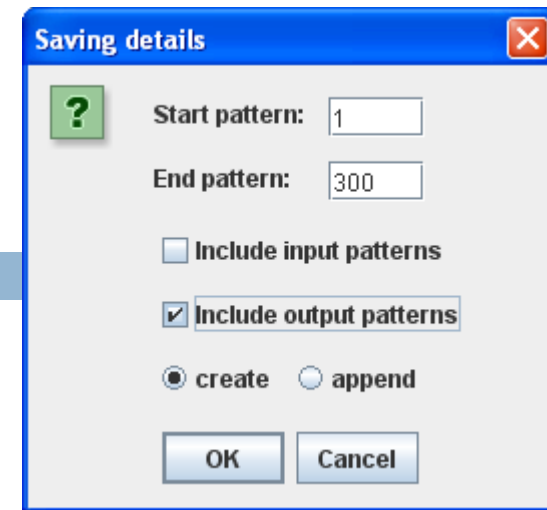 Saving details
?
Start pattern: 1
End pattern: 300
Include input patterns
Include output patterns
create append
OK Cancel